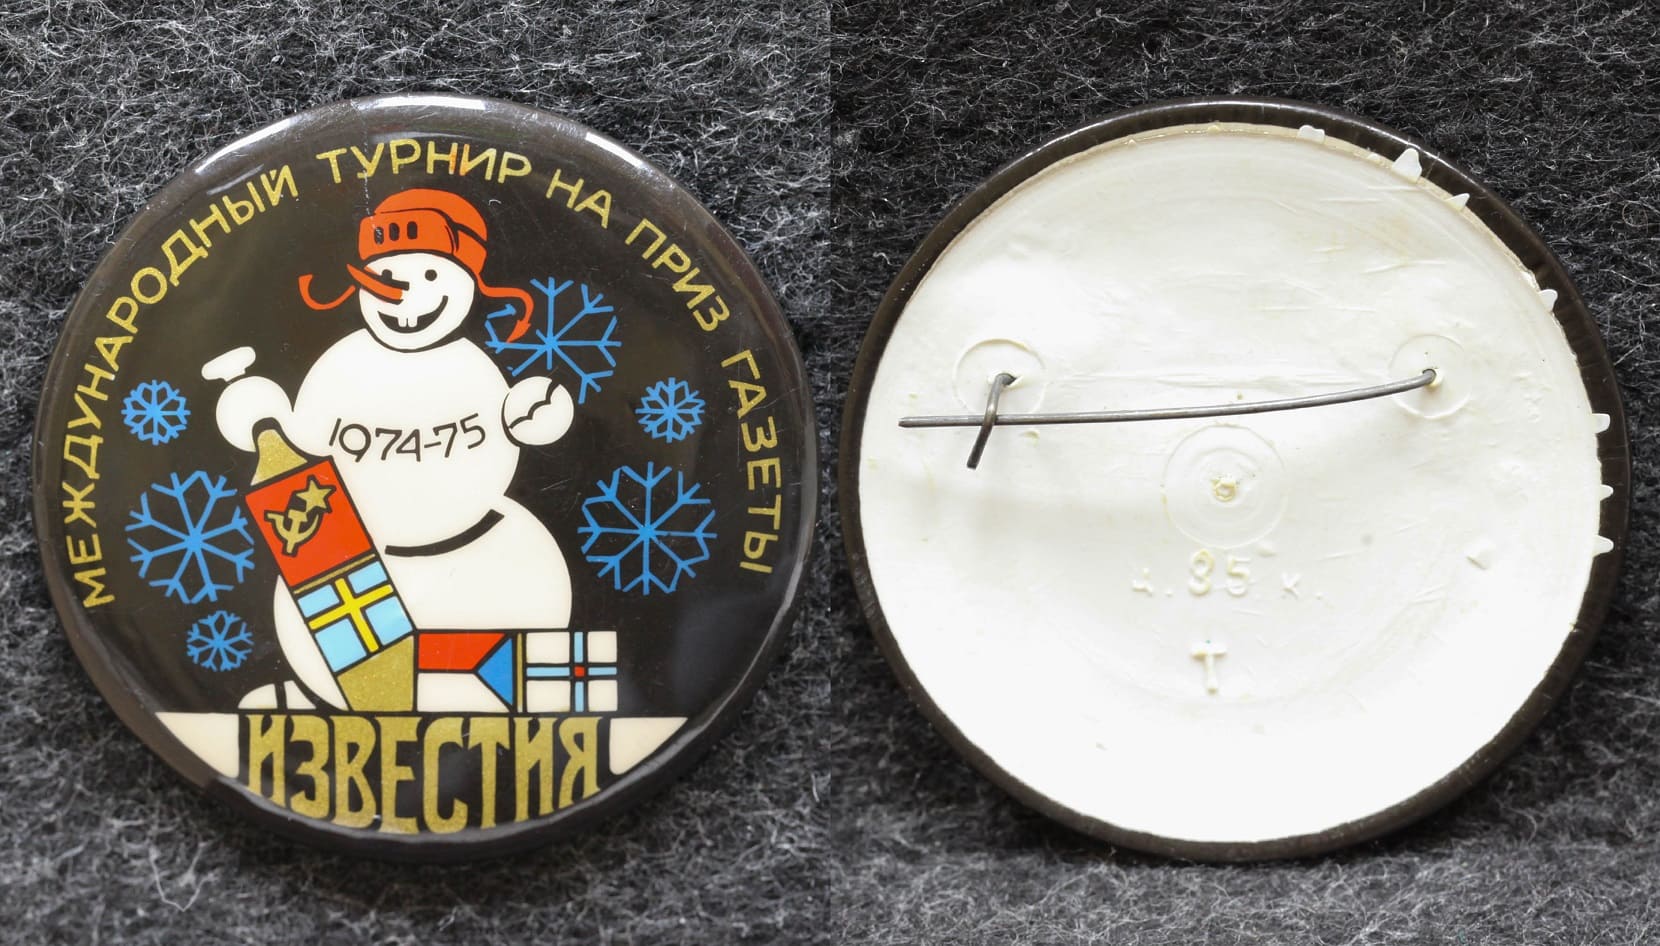 МЕЖДУНАРОДНЫЙ ТУРНИР НА ПРИЗ ГАЗЕТЫ
1974-75
ИЗВЕСТИЯ
ц. 35 к.
Т